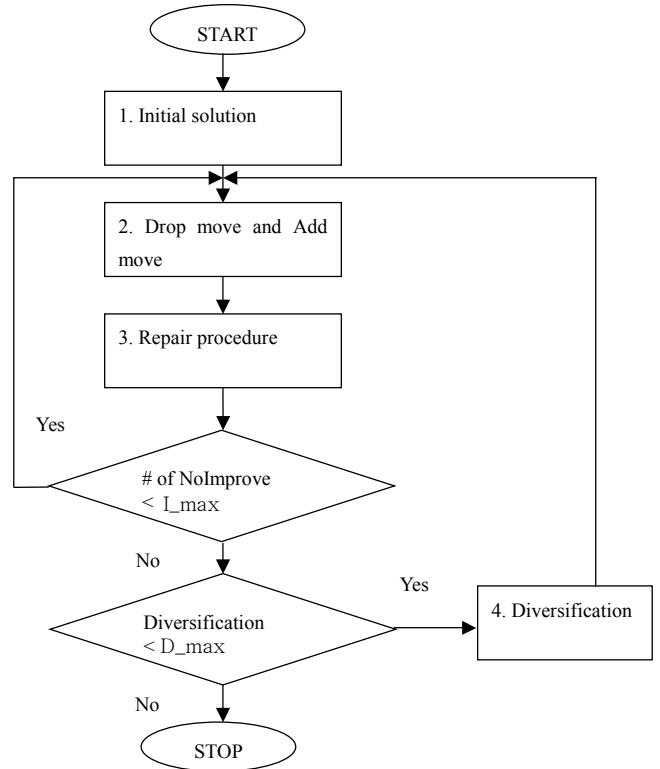 START
1. Initial solution
2. Drop move and Add
move
3. Repair procedure
Yes
# of NoImprove
< I_max
No
Yes
Diversification
< D_max
4. Diversification
No
STOP